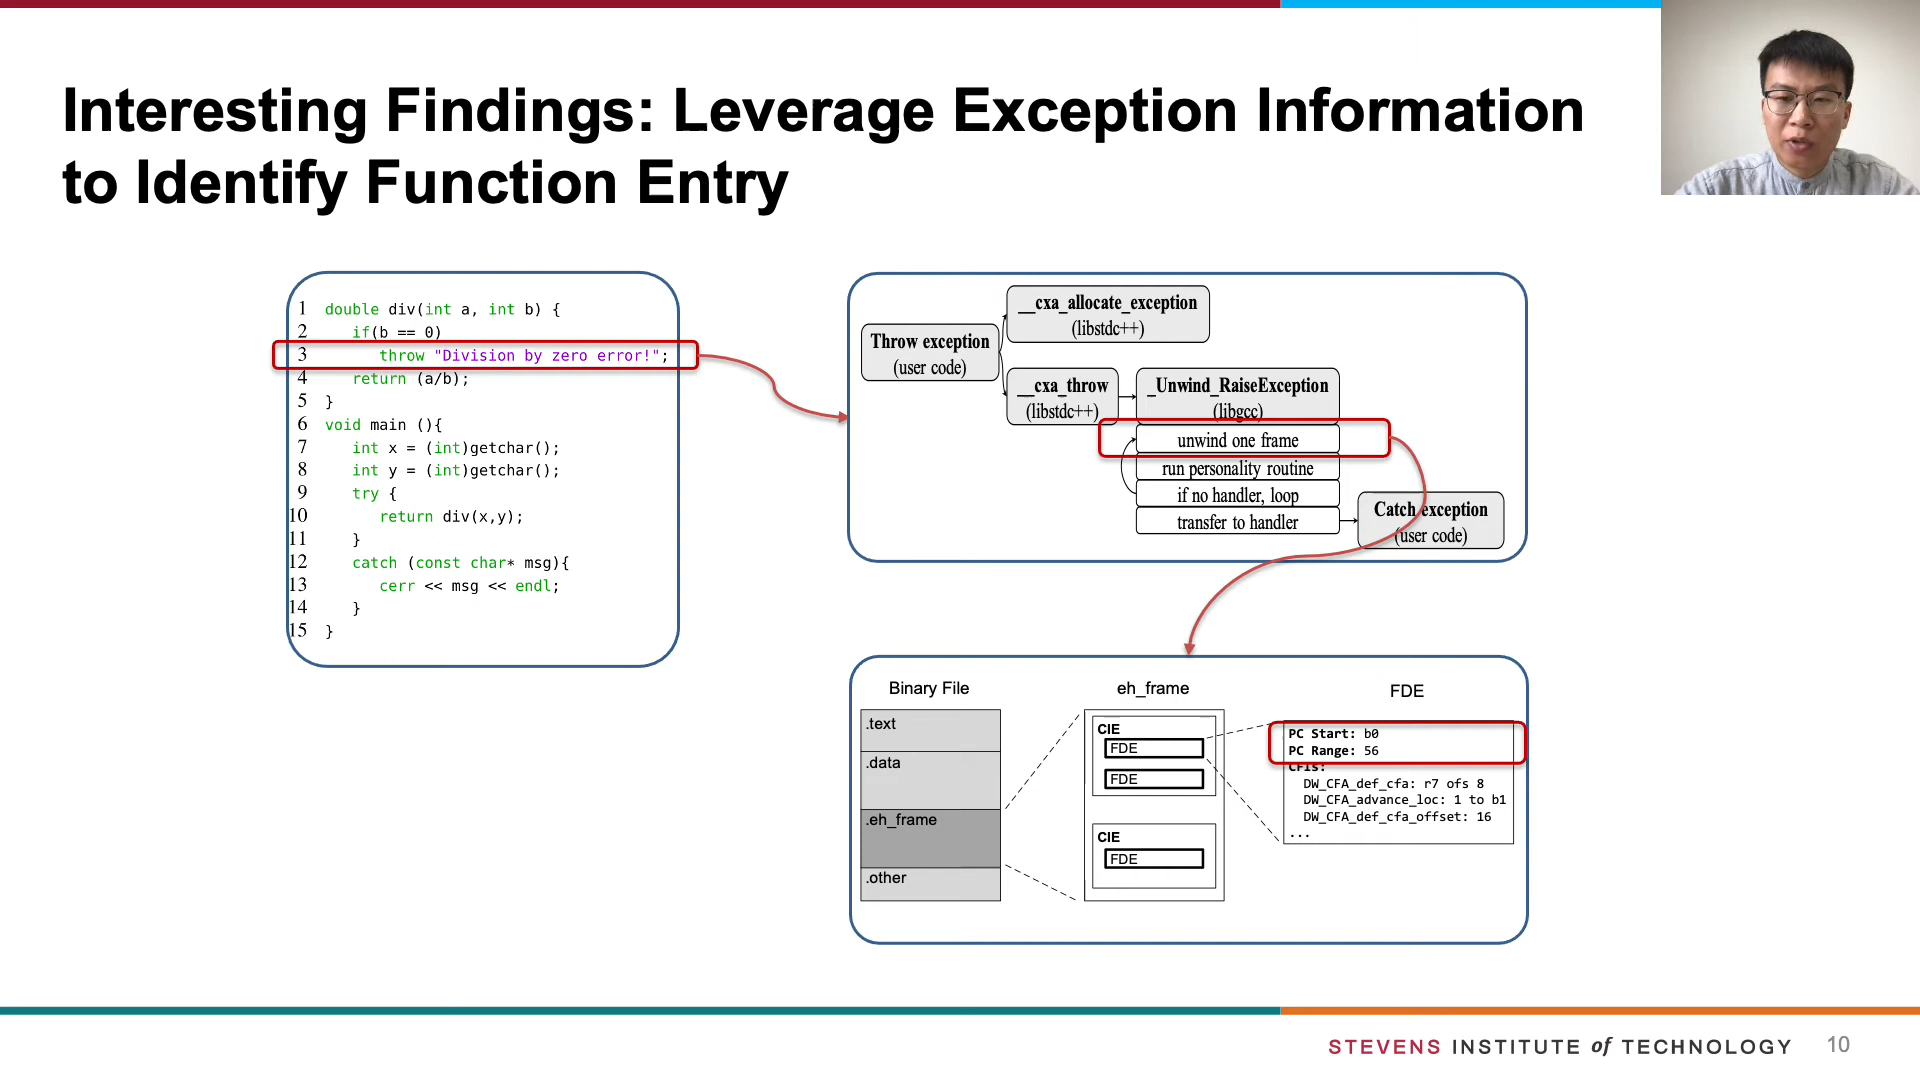 Interesting Findings: Leverage Exception Information
to Identify Function Entry
1 double div(int a, int b) {
2 if(b == 0)
3 throw "Division by zero error!";
4 return (a/b);
5 }
6 void main (){
7 int x = (int)getchar();
8 int y = (int)getchar();
9 try {
10 return div(x,y);
11 }
12 catch (const char* msg){
13 cerr << msg << endl;
14 }
15 }
Throw exception
(user code)
__cxa_allocate_exception
(libstdc++)
__cxa_throw
(libstdc++)
_Unwind_RaiseException
(libgcc)
unwind one frame
run personality routine
if no handler, loop
transfer to handler
Catch exception
(user code)
Binary File
.text
.data
.eh_frame
.other
eh_frame
CIE
FDE
FDE
CIE
FDE
FDE
PC Start: b0
PC Range: 56
CFIs:
DW_CFA_def_cfa: r7 ofs 8
DW_CFA_advance_loc: 1 to b1
DW_CFA_def_cfa_offset: 16
...
STEVENS INSTITUTE of TECHNOLOGY 10